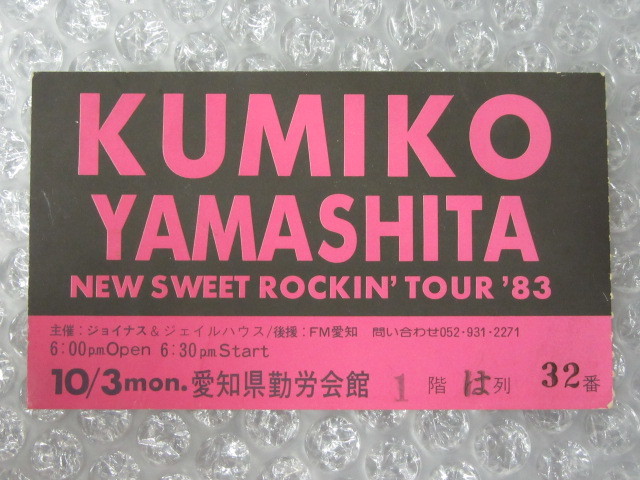 KUMIKO
YAMASHITA
NEW SWEET ROCKIN' TOUR '83
主催:ジョイナス&ジェイルハウス/後援:FM愛知 問い合わせ052・931・2271
6:00p.m.Open 6:30p.m.Start
10/3mon.愛知県勤労会館 1階 は列 32番